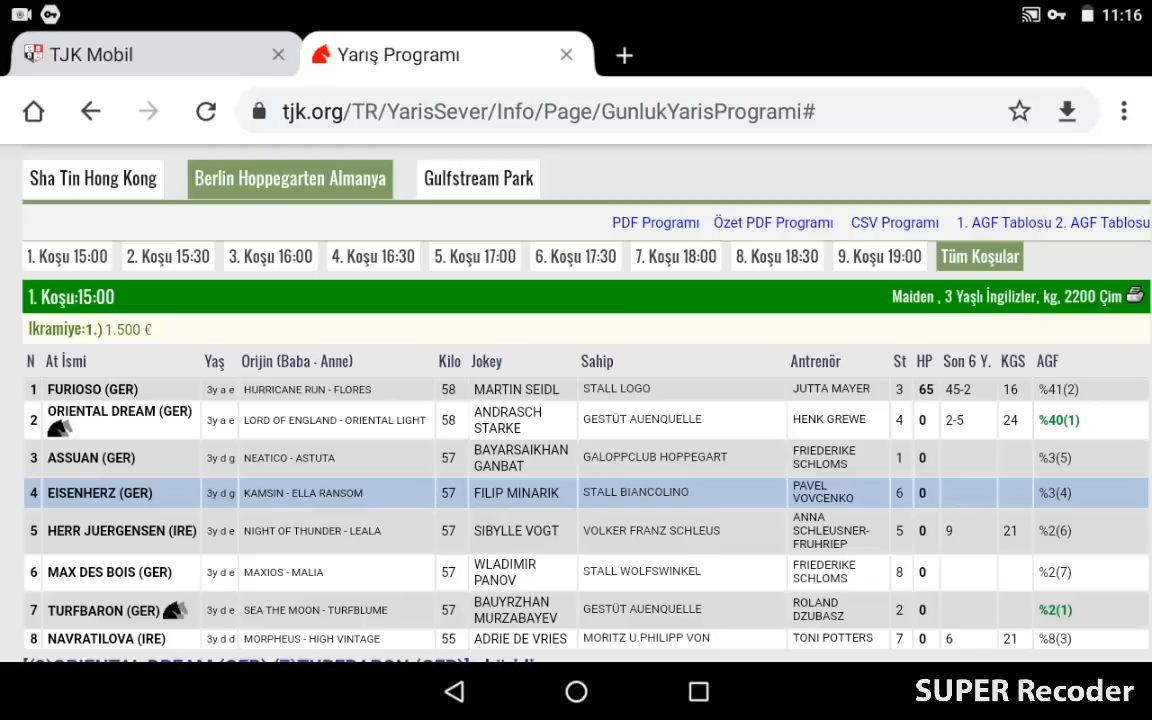 11:16
TJK Mobil
Yarış Programı
tjk.org/TR/YarisSever/Info/Page/GunlukYarisProgrami#
Sha Tin Hong Kong Berlin Hoppegarten Almanya Gulfstream Park
PDF Programı Özet PDF Programı CSV Programı 1. AGF Tablosu 2. AGF Tablosu
1. Koşu 15:00 2. Koşu 15:30 3. Koşu 16:00 4. Koşu 16:30 5. Koşu 17:00 6. Koşu 17:30 7. Koşu 18:00 8. Koşu 18:30 9. Koşu 19:00 Tüm Koşular
1. Koşu:15:00 Maiden , 3 Yaşlı İngilizler, kg, 2200 Çim
Ikramiye:1.) 1.500 €
N At İsmi Yaş Orijin (Baba - Anne) Kilo Jokey Sahip Antrenör St HP Son 6 Y. KGS AGF
1 FURIOSO (GER) 3y a e HURRICANE RUN - FLORES 58 MARTIN SEIDL STALL LOGO JUTTA MAYER 3 65 45-2 16 %41(2)
2 ORIENTAL DREAM (GER) 3y a e LORD OF ENGLAND - ORIENTAL LIGHT 58 ANDRASCH STARKE GESTÜT AUENQUELLE HENK GREWE 4 0 2-5 24 %40(1)
3 ASSUAN (GER) 3y d g NEATICO - ASTUTA 57 BAYARSAIKHAN GANBAT GALOPPCLUB HOPPEGART FRIEDERIKE SCHLOMS 1 0 %3(5)
4 EISENHERZ (GER) 3y d g KAMSIN - ELLA RANSOM 57 FILIP MINARIK STALL BIANCOLINO PAVEL VOVCENKO 6 0 %3(4)
5 HERR JUERGENSEN (IRE) 3y d e NIGHT OF THUNDER - LEALA 57 SIBYLLE VOGT VOLKER FRANZ SCHLEUS ANNA SCHLEUSNER-FRUHRIEP 5 0 9 21 %2(6)
6 MAX DES BOIS (GER) 3y d e MAXIOS - MALIA 57 WLADIMIR PANOV STALL WOLFSWINKEL FRIEDERIKE SCHLOMS 8 0 %2(7)
7 TURFBARON (GER) 3y d e SEA THE MOON - TURFBLUME 57 BAUYRZHAN MURZABAYEV GESTÜT AUENQUELLE ROLAND DZUBASZ 2 0 %2(1)
8 NAVRATILOVA (IRE) 3y d d MORPHEUS - HIGH VINTAGE 55 ADRIE DE VRIES MORITZ U.PHILIPP VON TONI POTTERS 7 0 6 21 %8(3)
SUPER Recoder